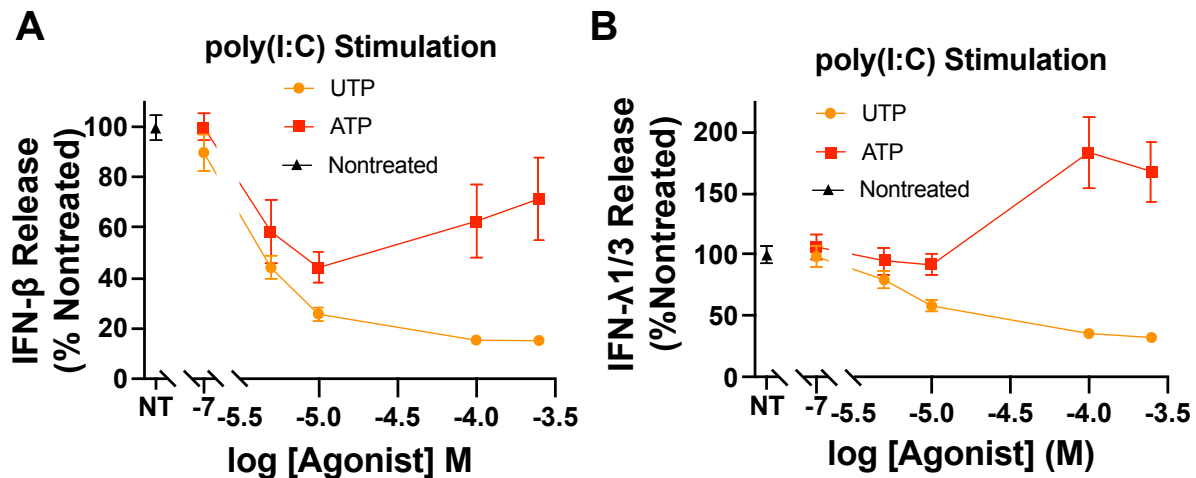 A
poly(I:C) Stimulation
UTP
ATP
Nontreated
IFN-β Release
(% Nontreated)
100
80
60
40
20
0
NT
-7
-5.5
-5.0
-4.5
-4.0
-3.5
log [Agonist] M
B
poly(I:C) Stimulation
UTP
ATP
Nontreated
IFN-λ1/3 Release
(%Nontreated)
200
150
100
50
0
NT
-7
-5.5
-5.0
-4.5
-4.0
-3.5
log [Agonist] (M)